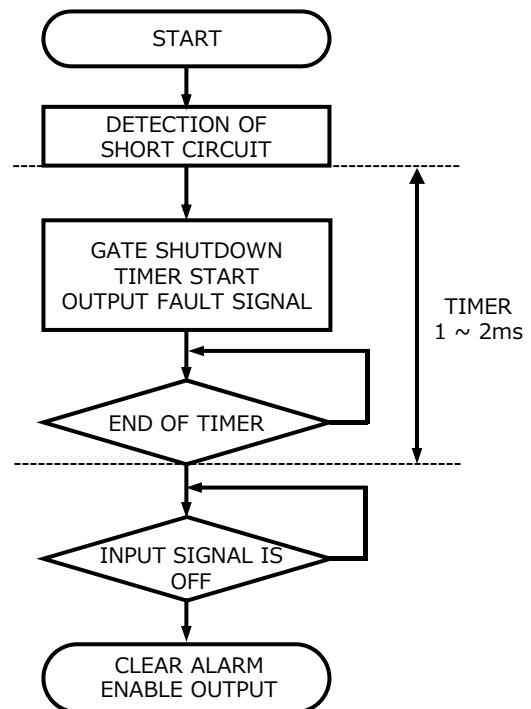 START
DETECTION OF
SHORT CIRCUIT
GATE SHUTDOWN
TIMER START
OUTPUT FAULT SIGNAL
TIMER
1 ~ 2ms
END OF TIMER
INPUT SIGNAL IS
OFF
CLEAR ALARM
ENABLE OUTPUT